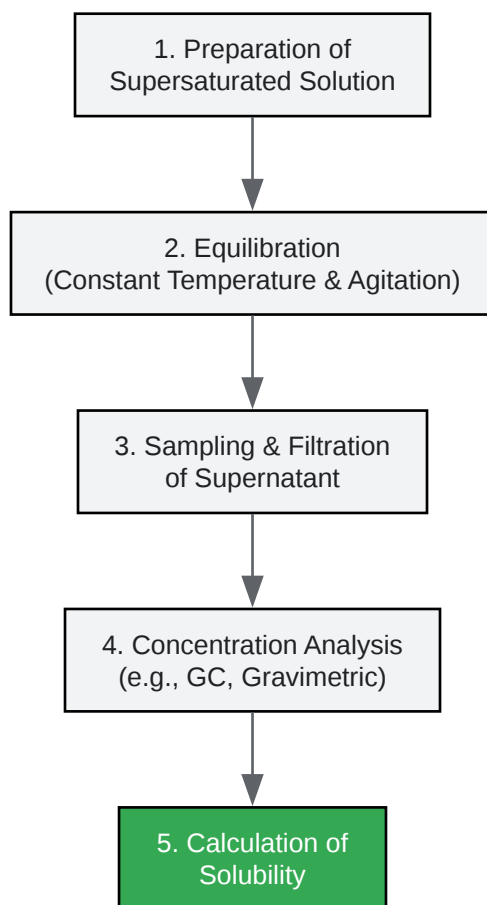 1. Preparation of
Supersaturated Solution
2. Equilibration
(Constant Temperature & Agitation)
3. Sampling & Filtration
of Supernatant
4. Concentration Analysis
(e.g., GC, Gravimetric)
5. Calculation of
Solubility